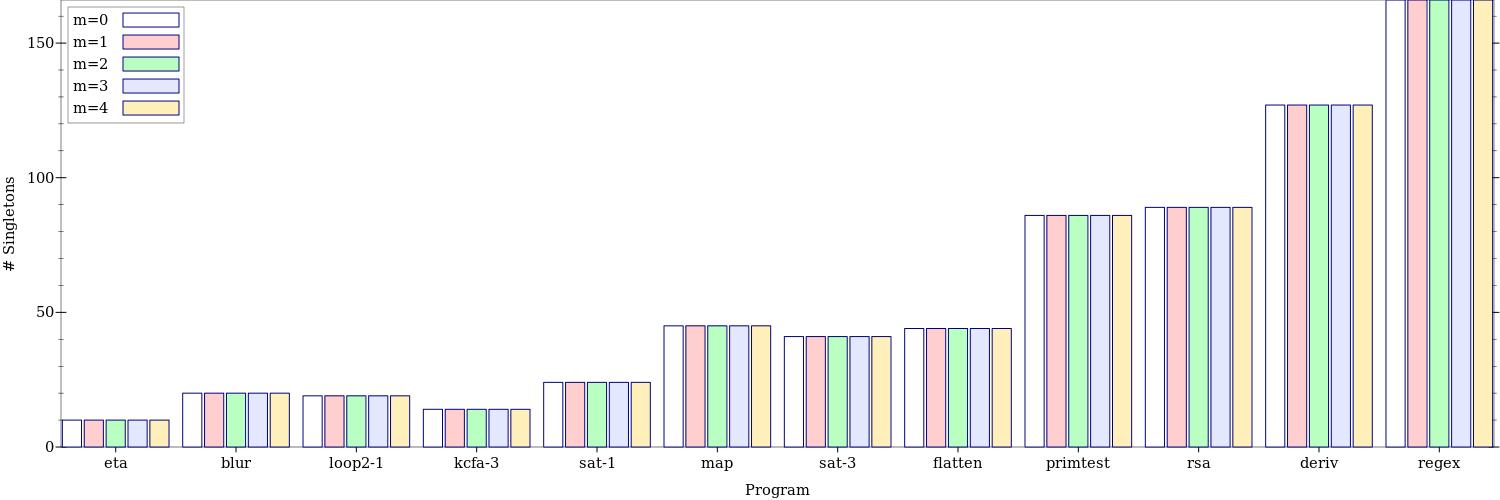 m=0
m=1
m=2
m=3
m=4
150
100
50
0
# Singletons
eta blur loop2-1 kcfa-3 sat-1 map sat-3 flatten primtest rsa deriv regex
Program